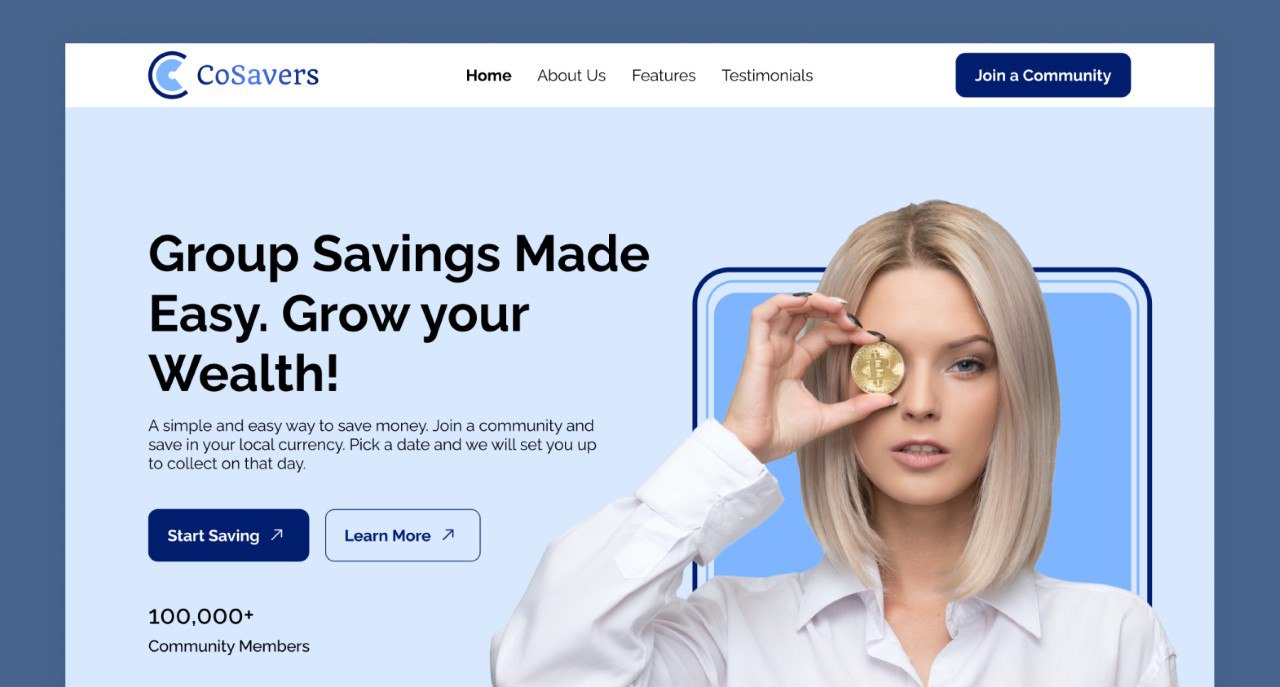 CoSavers
Home
About Us
Features
Testimonials
Join a Community
Group Savings Made
Easy. Grow your
Wealth!
A simple and easy way to save money. Join a community and
save in your local currency. Pick a date and we will set you up
to collect on that day.
Start Saving
Learn More
100,000+
Community Members